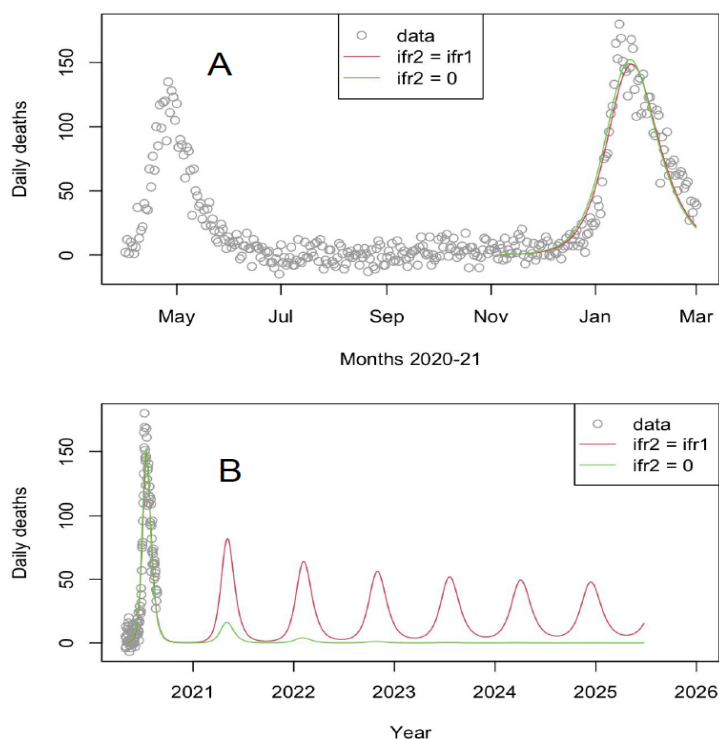 A
data
ifr2 = ifr1
ifr2 = 0
Daily deaths
150
100
50
0
May Jul Sep Nov Jan Mar
Months 2020-21
B
data
ifr2 = ifr1
ifr2 = 0
Daily deaths
150
100
50
0
2021 2022 2023 2024 2025 2026
Year